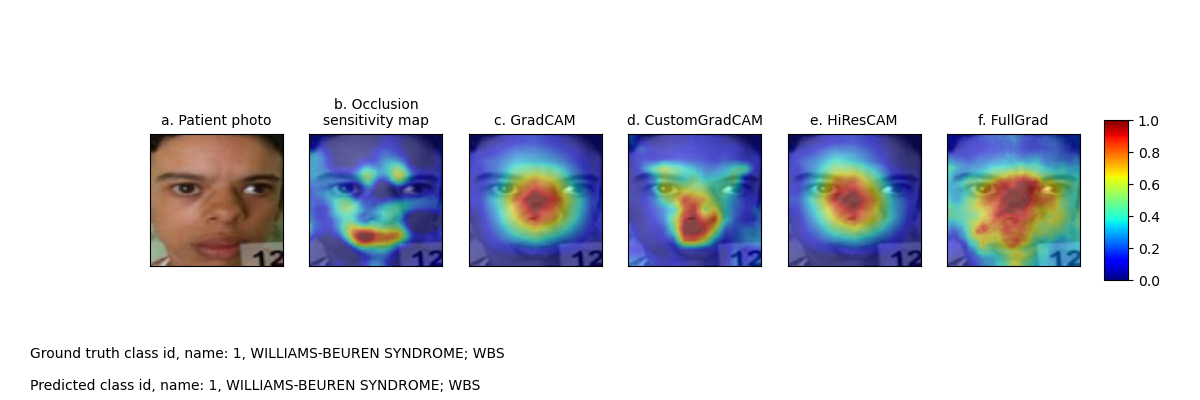 a. Patient photo
b. Occlusion
sensitivity map
c. GradCAM
d. CustomGradCAM
e. HiResCAM
f. FullGrad
12
12
12
12
12
12
1.0
0.8
0.6
0.4
0.2
0.0
Ground truth class id, name: 1, WILLIAMS-BEUREN SYNDROME; WBS
Predicted class id, name: 1, WILLIAMS-BEUREN SYNDROME; WBS